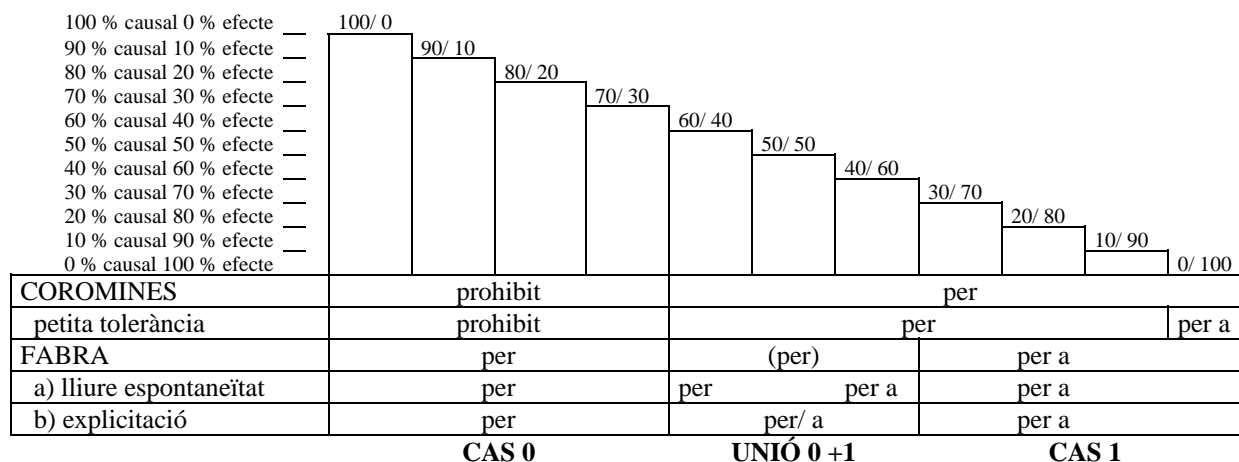 100 % causal 0 % efecte 100/ 0
90 % causal 10 % efecte 90/ 10
80 % causal 20 % efecte 80/ 20
70 % causal 30 % efecte 70/ 30
60 % causal 40 % efecte 60/ 40
50 % causal 50 % efecte 50/ 50
40 % causal 60 % efecte 40/ 60
30 % causal 70 % efecte 30/ 70
20 % causal 80 % efecte 20/ 80
10 % causal 90 % efecte 10/ 90
0 % causal 100 % efecte 0/ 100
COROMINES prohibit per
petita tolerància prohibit per per a
FABRA per (per) per a
a) lliure espontaneïtat per per per a per a
b) explicitació per per/ a per a
CAS 0 UNIÓ 0 +1 CAS 1